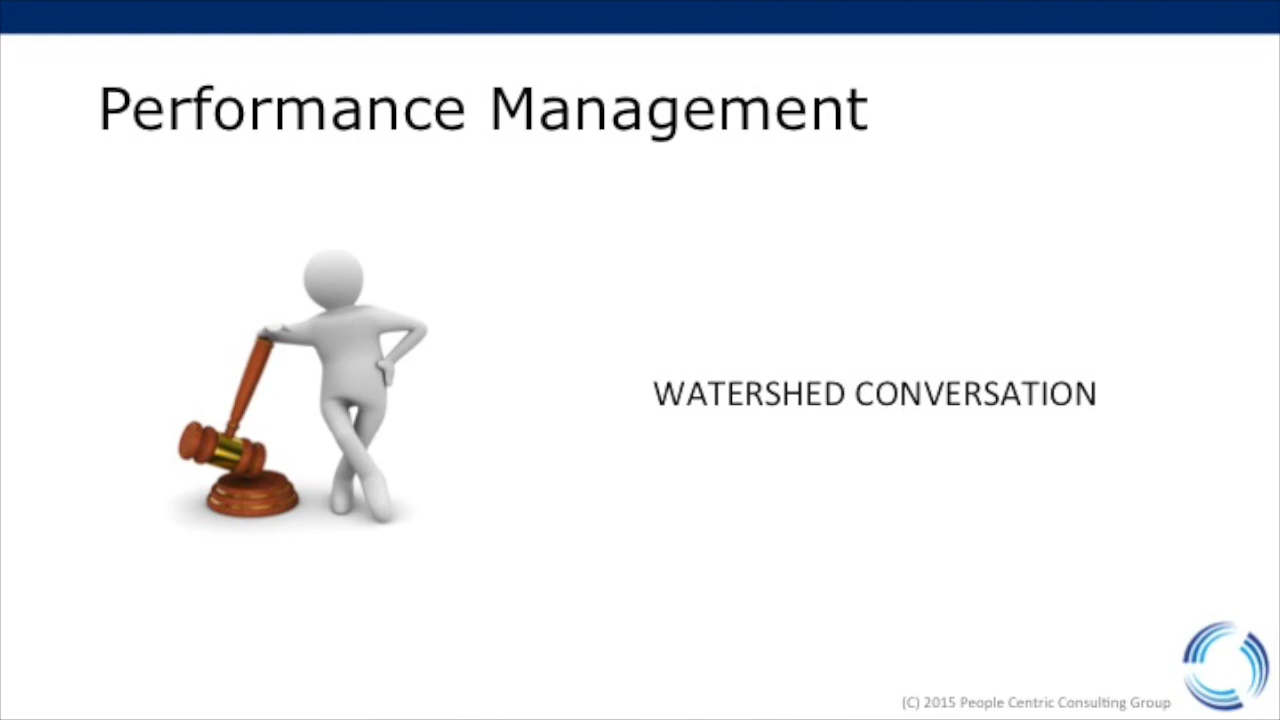 Performance Management
WATERSHED CONVERSATION
(C) 2015 People Centric Consulting Group